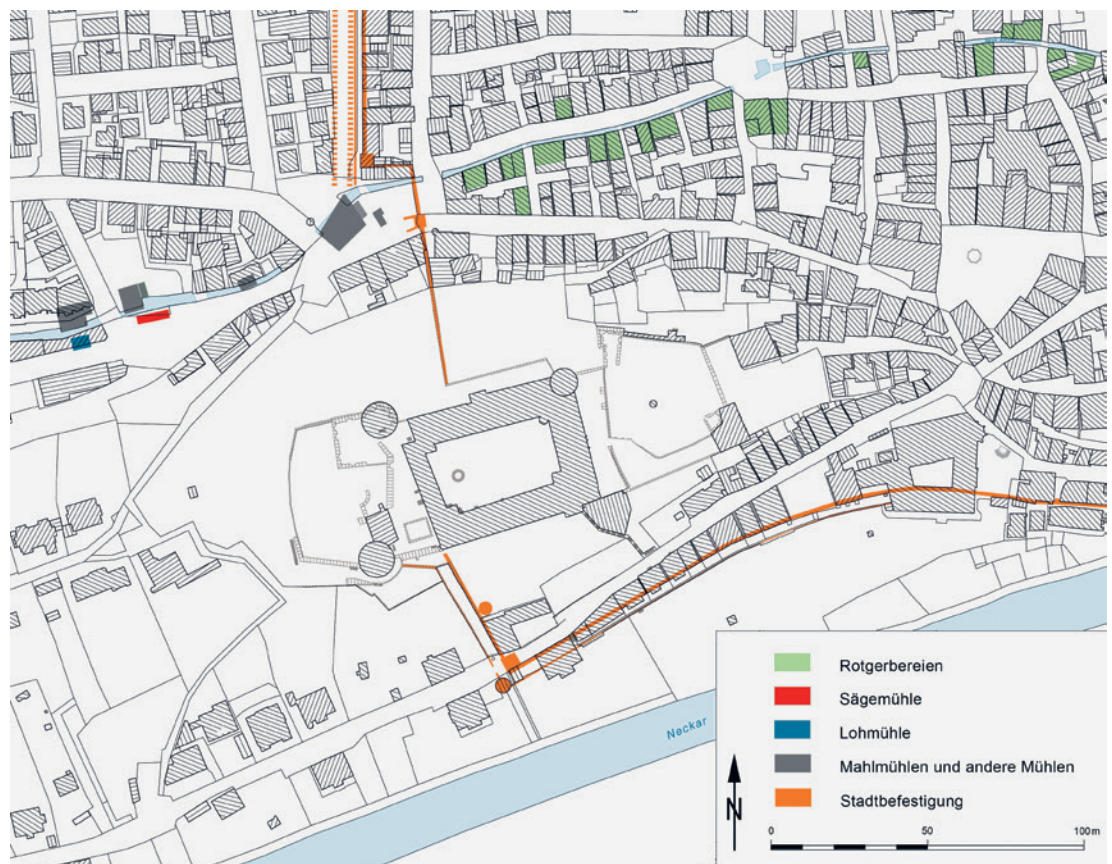 Neckar
Rotgerbereien
Sägemühle
Lohmühle
Mahlmühlen und andere Mühlen
Stadtbefestigung
N
0 50 100m